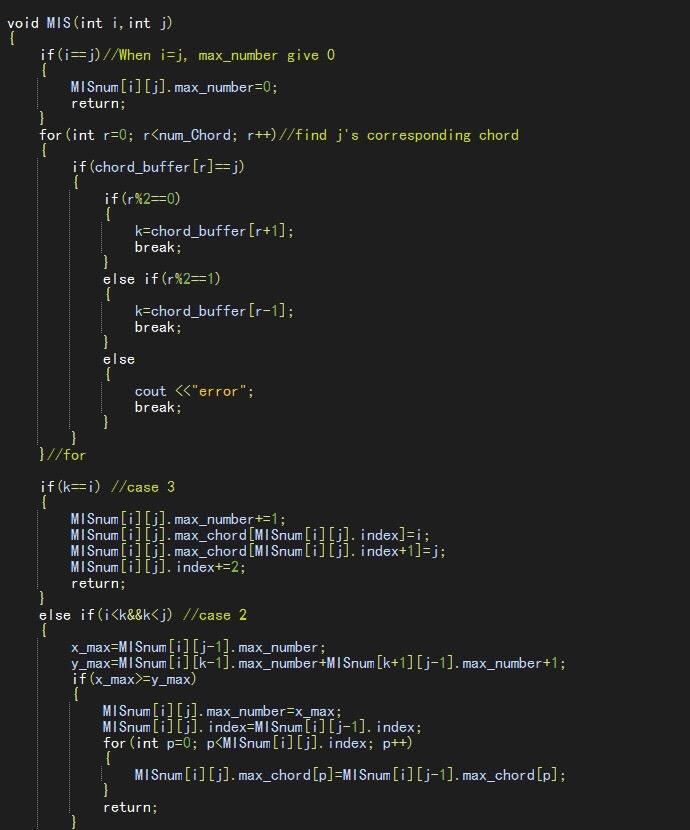 void MIS(int i,int j)
{
if(i==j)//When i=j, max_number give 0
{
MISnum[i][j].max_number=0;
return;
}
for(int r=0; r<num_Chord; r++)//find j's corresponding chord
{
if(chord_buffer[r]==j)
{
if(r%2==0)
{
k=chord_buffer[r+1];
break;
}
else if(r%2==1)
{
k=chord_buffer[r-1];
break;
}
else
{
cout <<"error";
break;
}
}
}//for
if(k==i) //case 3
{
MISnum[i][j].max_number+=1;
MISnum[i][j].max_chord[MISnum[i][j].index]=i;
MISnum[i][j].max_chord[MISnum[i][j].index+1]=j;
MISnum[i][j].index+=2;
return;
}
else if(i<k&&k<j) //case 2
{
x_max=MISnum[i][j-1].max_number;
y_max=MISnum[i][k-1].max_number+MISnum[k+1][j-1].max_number+1;
if(x_max>=y_max)
{
MISnum[i][j].max_number=x_max;
MISnum[i][j].index=MISnum[i][j-1].index;
for(int p=0; p<MISnum[i][j].index; p++)
{
MISnum[i][j].max_chord[p]=MISnum[i][j-1].max_chord[p];
}
return;
}